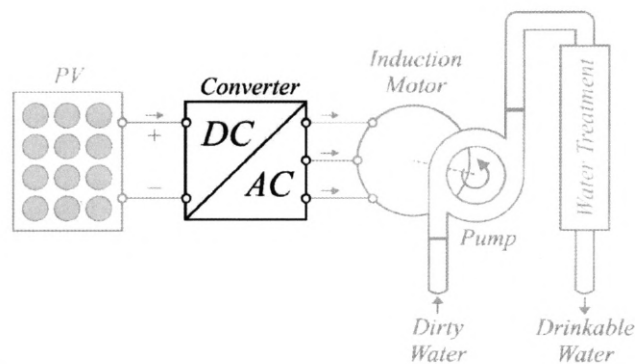 PV
+
−
Converter
DC
AC
Induction
Motor
Pump
Water Treatment
Dirty
Water
Drinkable
Water